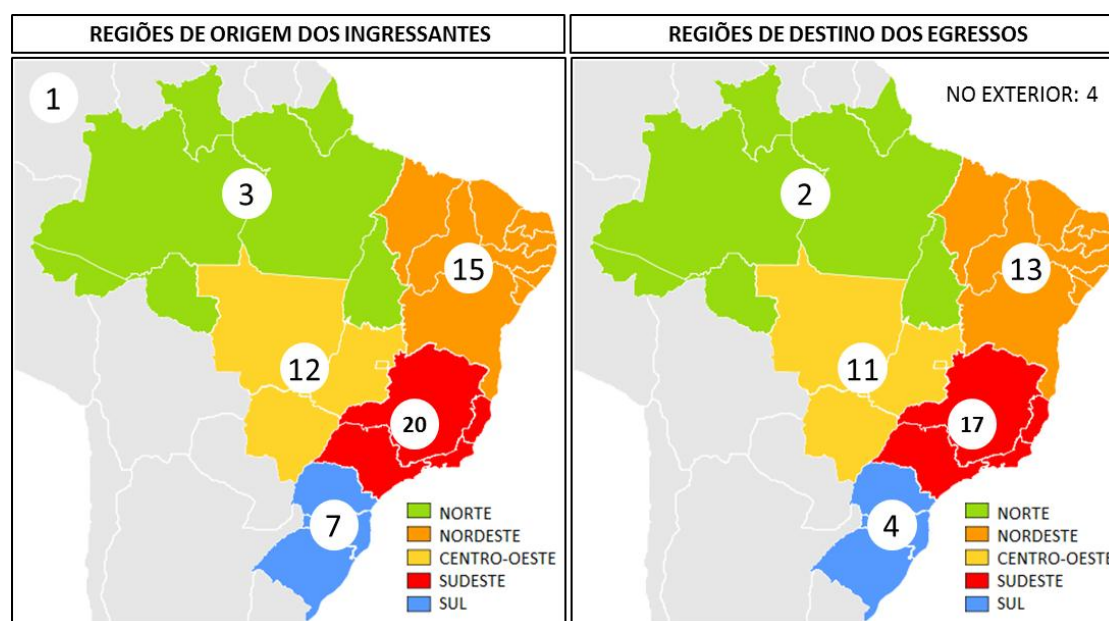 REGIÕES DE ORIGEM DOS INGRESSANTES
1
3
15
12
20
7
NORTE
NORDESTE
CENTRO-OESTE
SUDESTE
SUL
REGIÕES DE DESTINO DOS EGRESSOS
NO EXTERIOR: 4
2
13
11
17
4
NORTE
NORDESTE
CENTRO-OESTE
SUDESTE
SUL